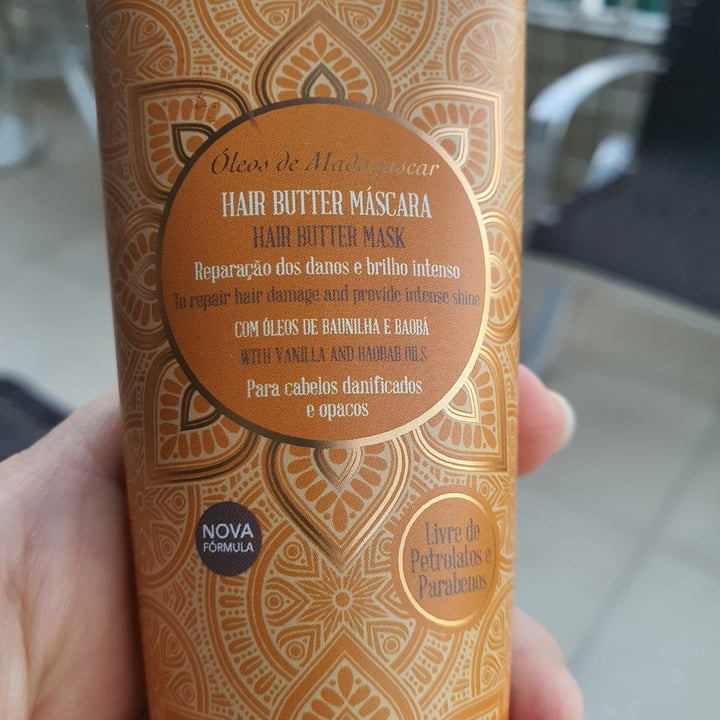 Óleos de Madagascar
HAIR BUTTER MÁSCARA
HAIR BUTTER MASK
Reparação dos danos e brilho intenso
To repair hair damage and provide intense shine
COM ÓLEOS DE BAUNILHA E BAOBÁ
WITH VANILLA AND BAOBAB OILS
Para cabelos danificados
e opacos
NOVA
FÓRMULA
Livre de
Petrolatos e
Parabenos